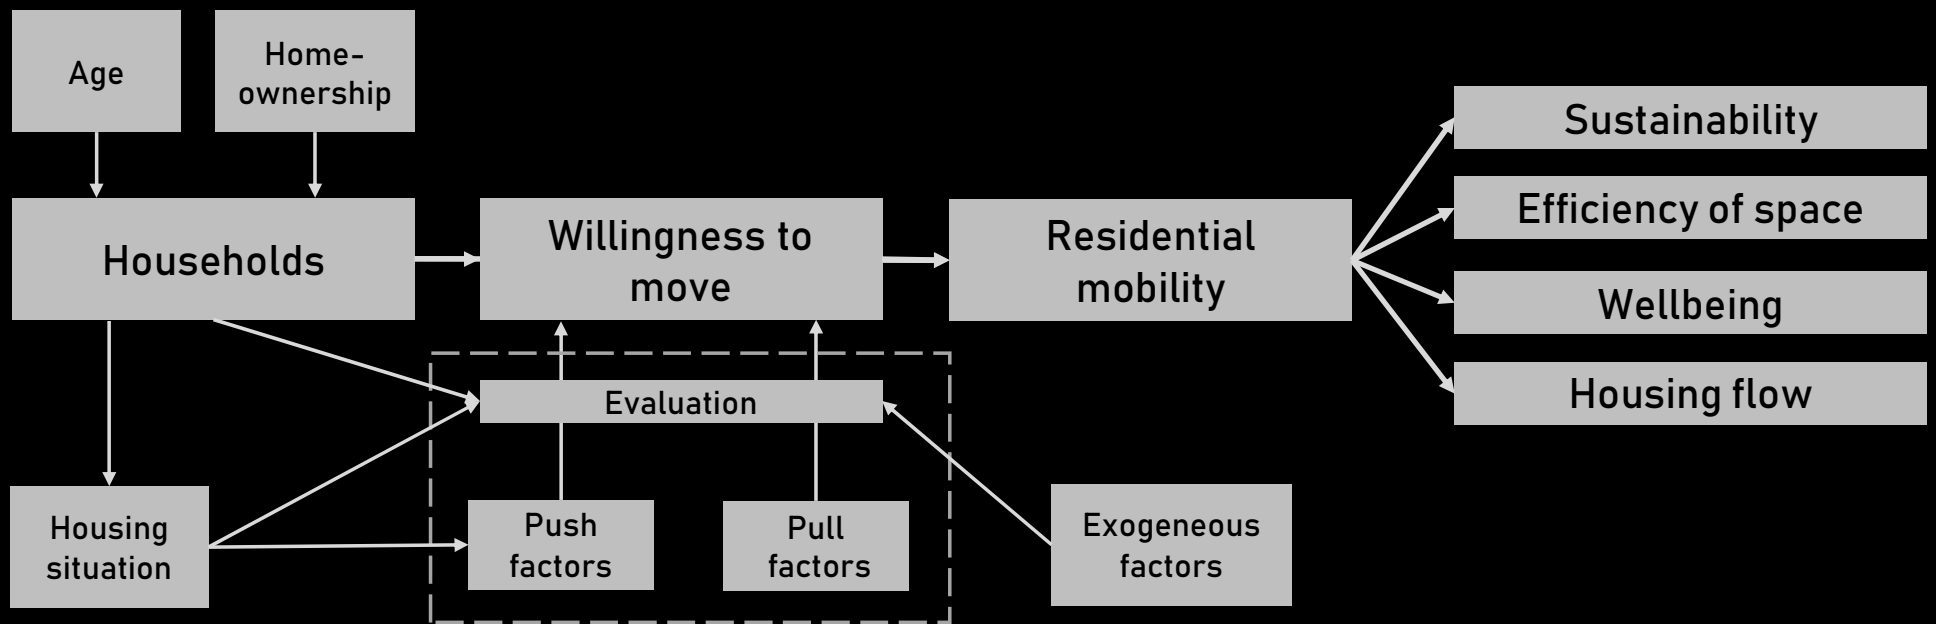 Age
Home-
ownership
Households
Willingness to
move
Residential
mobility
Sustainability
Efficiency of space
Wellbeing
Housing flow
Evaluation
Housing
situation
Push
factors
Pull
factors
Exogeneous
factors